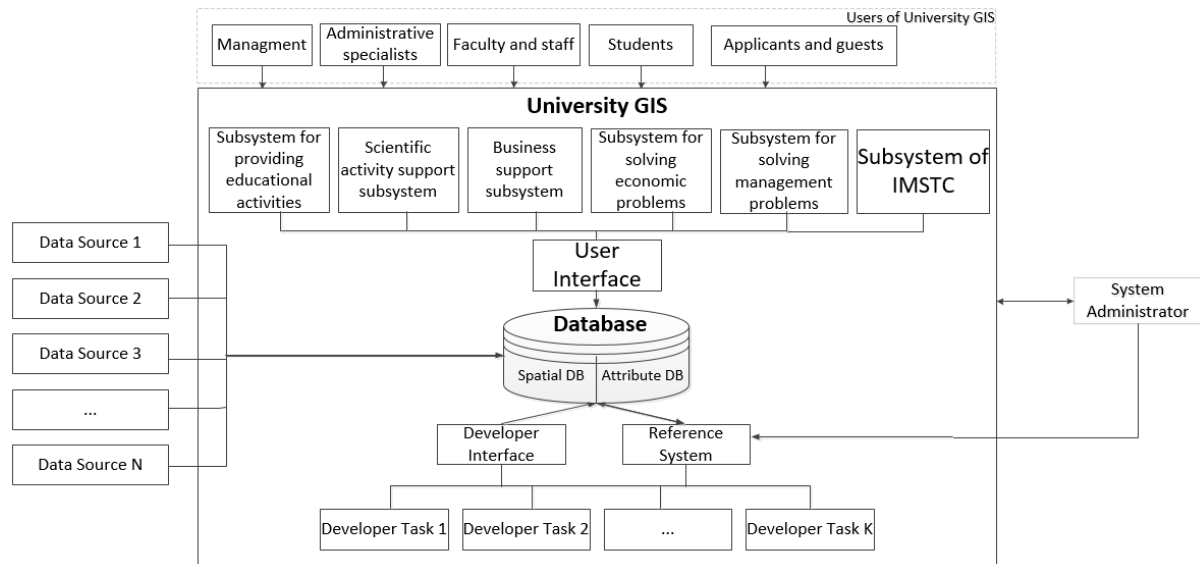 Users of University GIS
Managment
Administrative
specialists
Faculty and staff
Students
Applicants and guests
University GIS
Subsystem for
providing
educational
activities
Scientific
activity support
subsystem
Business
support
subsystem
Subsystem for
solving
economic
problems
Subsystem for
solving
management
problems
Subsystem of
IMSTC
User
Interface
Data Source 1
Data Source 2
Data Source 3
...
Data Source N
Database
Spatial DB
Attribute DB
System
Administrator
Developer
Interface
Reference
System
Developer Task 1
Developer Task 2
...
Developer Task K